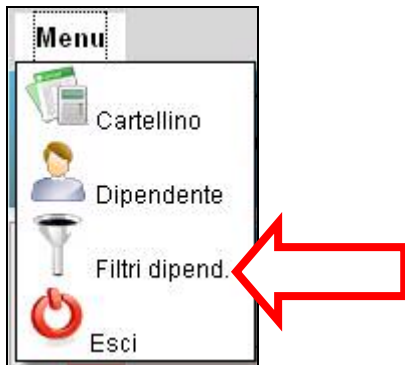 Menu
Cartellino
Dipendente
Filtri dipend.
Esci